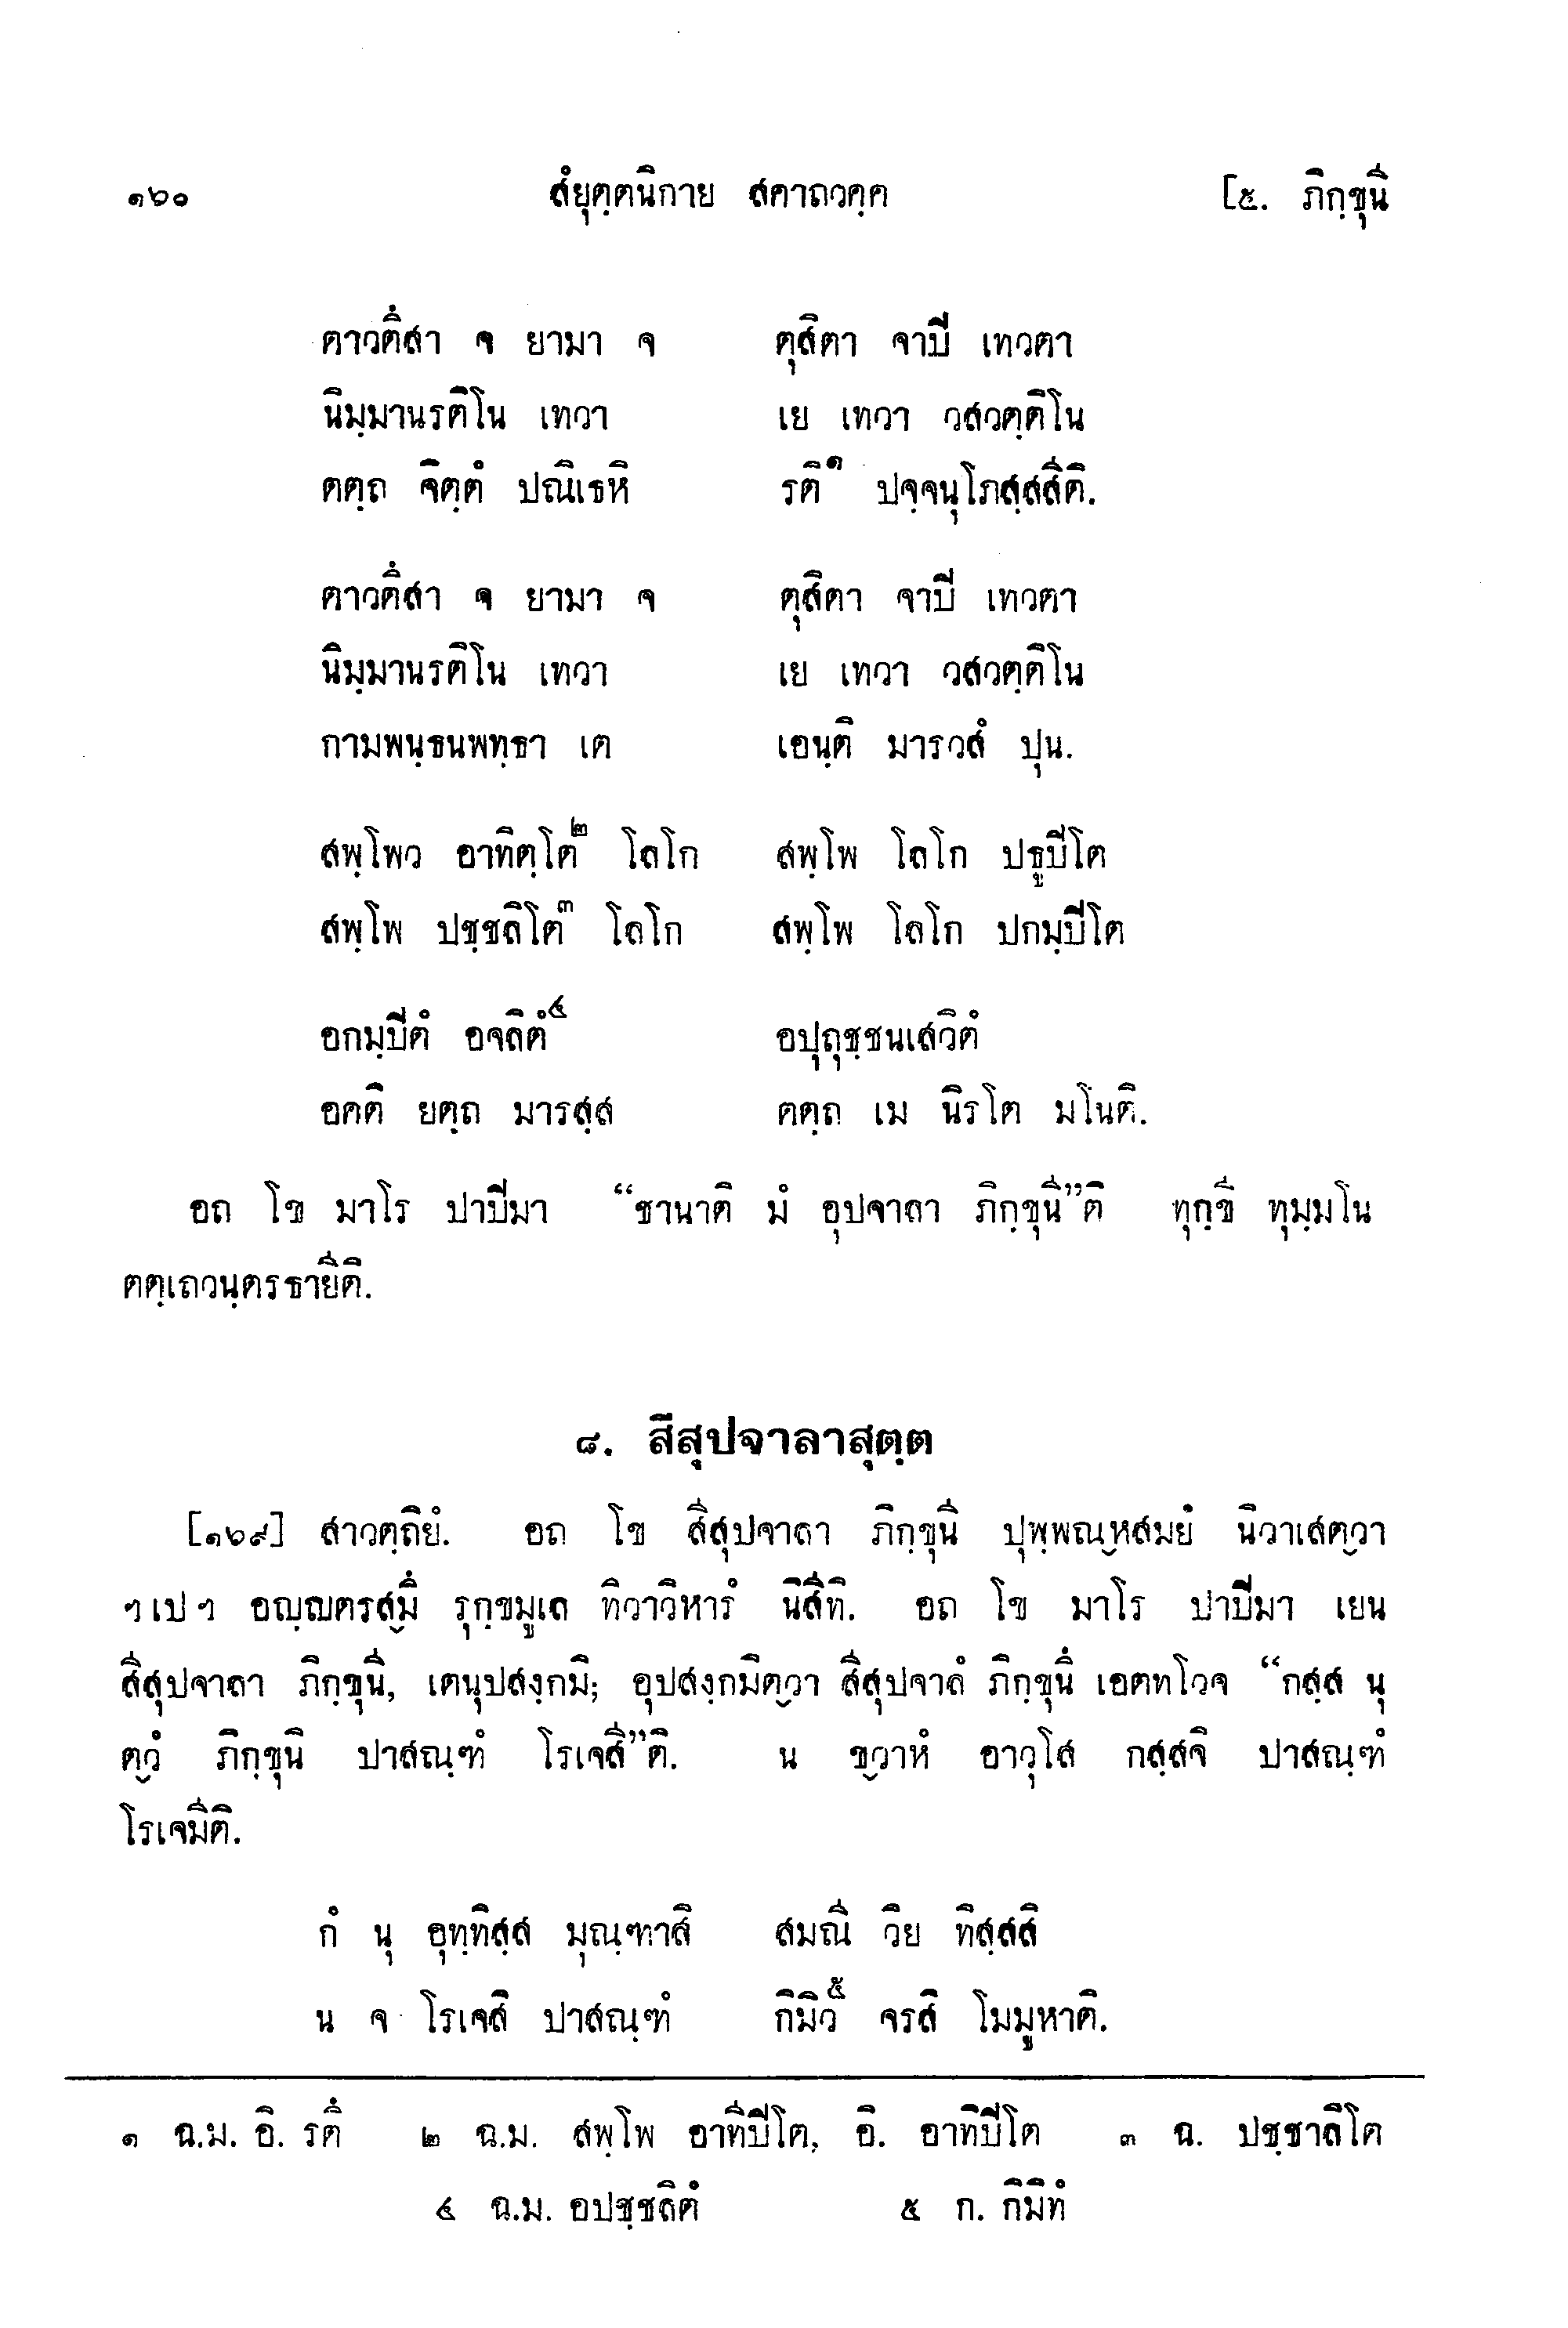 ๑๖๐ สํยุตฺตนิกาย สคาถวคฺค [๕. ภิกฺขุนี
ตาวตึสา จ ยามา จ ตุสิตา จาปิ เทวตา
นิมฺมานรติโน เทวา เย เทวา วสวตฺติโน
ตตฺถ จิตฺตํ ปณิเธหิ รติ๑ ปจฺจนุโภสฺสสีติ.
ตาวตึสา จ ยามา จ ตุสิตา จาปิ เทวตา
นิมฺมานรติโน เทวา เย เทวา วสวตฺติโน
กามพนฺธนพทฺธา เต เอนฺติ มารวสํ ปุน.
สพฺโพว อาทิตฺโต๒ โลโก สพฺโพ โลโก ปธูปิโต
สพฺโพ ปชฺชลิโต๓ โลโก สพฺโพ โลโก ปกมฺปิโต
อกมฺปิตํ อจลิตํ๔ อปุถุชฺชนเสวิตํ
อคติ ยตฺถ มารสฺส ตตฺถ เม นิรโต มโนติ.
อถ โข มาโร ปาปิมา “ชานาติ มํ อุปจาลา ภิกฺขุนี”ติ ทุกฺขี ทุมฺมโน
ตตฺเถวนฺตรธายีติ.
๘. สีสุปจาลาสุตฺต
[๑๖๙] สาวตฺถิยํ. อถ โข สีสุปจาลา ภิกฺขุนี ปุพฺพณฺหสมยํ นิวาเสตฺวา
ฯเปฯ อญฺญตรสฺมึ รุกฺขมูเล ทิวาวิหารํ นิสีทิ. อถ โข มาโร ปาปิมา เยน
สีสุปจาลา ภิกฺขุนี, เตนุปสงฺกมิ; อุปสงฺกมิตฺวา สีสุปจาลํ ภิกฺขุนึ เอตทโวจ “กสฺส นุ
ตฺวํ ภิกฺขุนิ ปาสณฺฑํ โรเจสี”ติ. น ขฺวาหํ อาวุโส กสฺสจิ ปาสณฺฑํ
โรเจมีติ.
กํ นุ อุทฺทิสฺส มุณฺฑาสิ สมณี วิย ทิสฺสสิ
น จ โรเจสิ ปาสณฺฑํ กิมิว๕ จรสิ โมมูหาติ.
๑ ฉ.ม. อิ. รตึ ๒ ฉ.ม. สพฺโพ อาทีปิโต, อิ. อาทิปิโต ๓ ฉ. ปชฺชาลิโต
๔ ฉ.ม. อปชฺชลิตํ ๕ ก. กิมิทํ